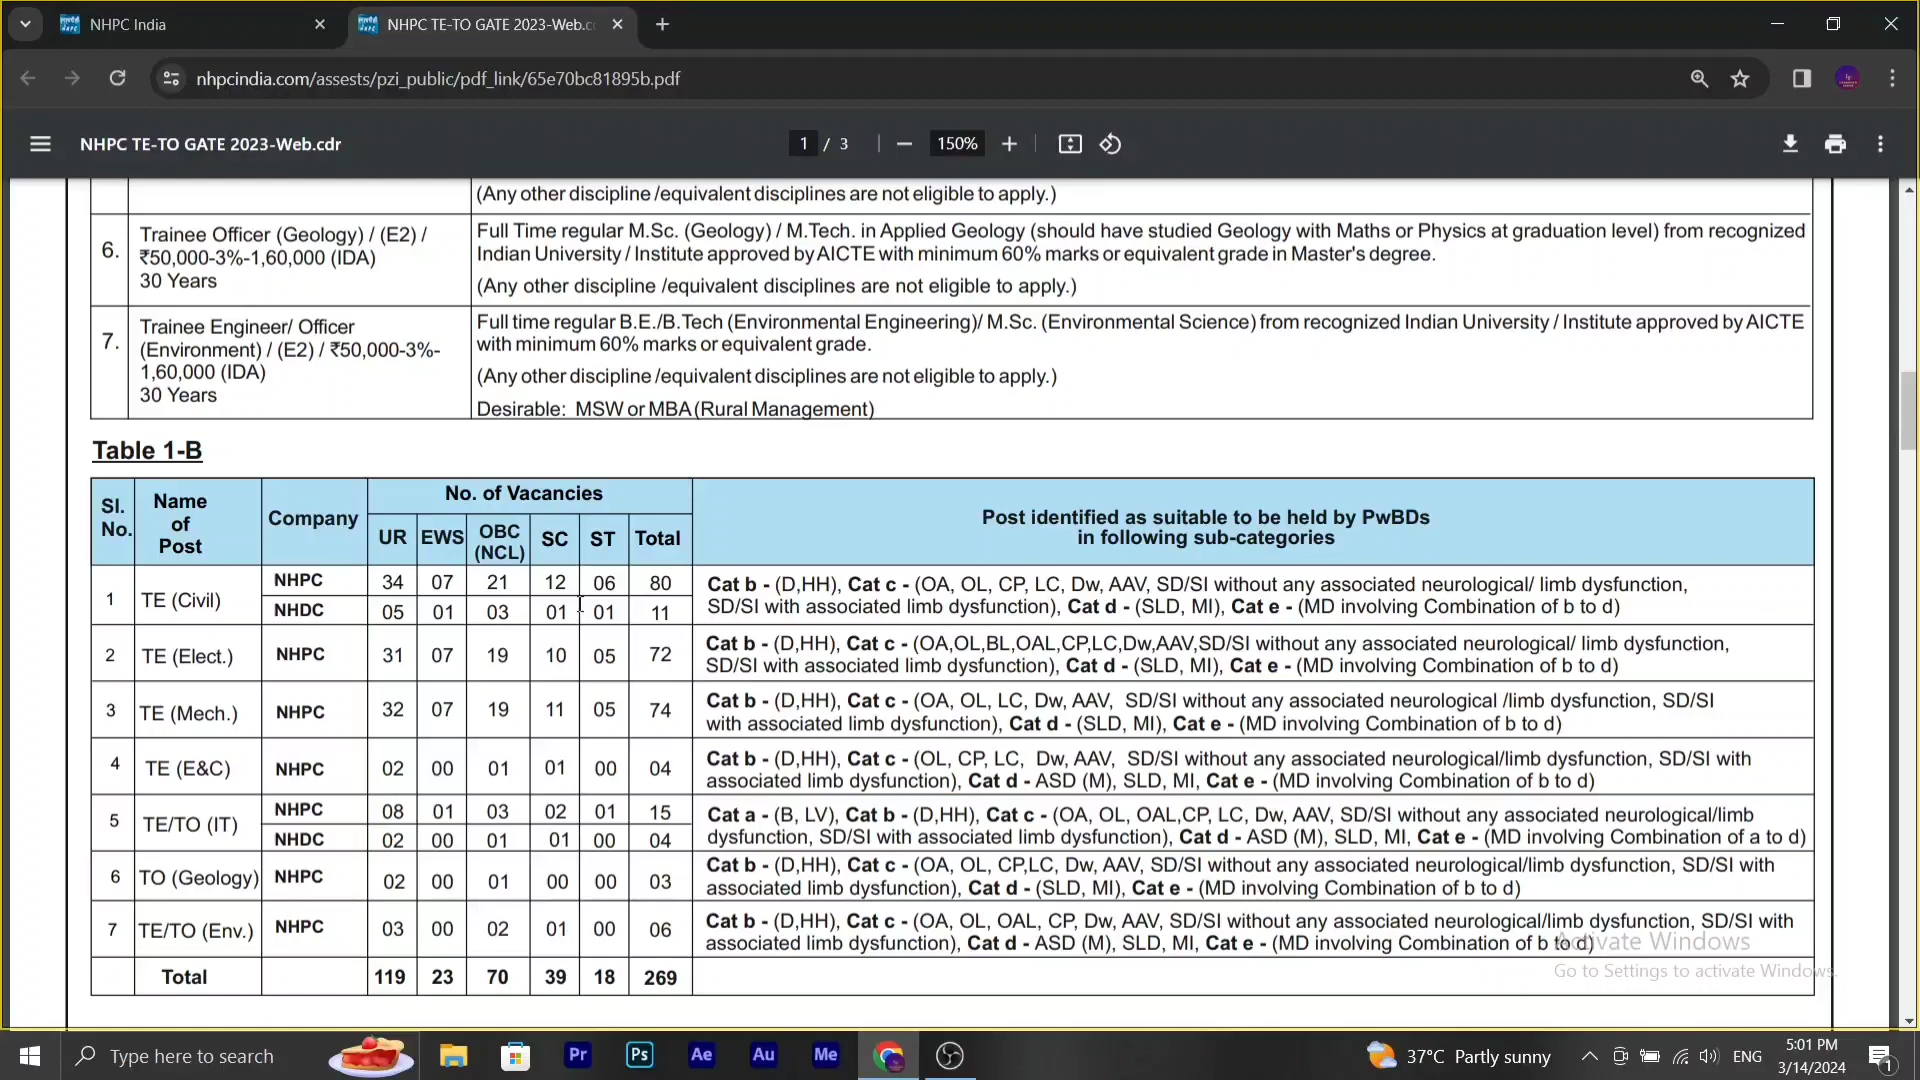 NHPC India
NHPC TE-TO GATE 2023-Web.c
nhpcindia.com/assests/pzi_public/pdf_link/65e70bc81895b.pdf
NHPC TE-TO GATE 2023-Web.cdr
1 / 3
150%
(Any other discipline /equivalent disciplines are not eligible to apply.)
6.
Trainee Officer (Geology) / (E2) /
₹50,000-3%-1,60,000 (IDA)
30 Years
Full Time regular M.Sc. (Geology) / M.Tech. in Applied Geology (should have studied Geology with Maths or Physics at graduation level) from recognized
Indian University / Institute approved by AICTE with minimum 60% marks or equivalent grade in Master's degree.
(Any other discipline /equivalent disciplines are not eligible to apply.)
7.
Trainee Engineer/ Officer
(Environment) / (E2) / ₹50,000-3%-
1,60,000 (IDA)
30 Years
Full time regular B.E./B.Tech (Environmental Engineering)/ M.Sc. (Environmental Science) from recognized Indian University / Institute approved by AICTE
with minimum 60% marks or equivalent grade.
(Any other discipline /equivalent disciplines are not eligible to apply.)
Desirable: MSW or MBA (Rural Management)
Table 1-B
Sl. No. Name of Post Company No. of Vacancies Post identified as suitable to be held by PwBDs
in following sub-categories
UR EWS OBC (NCL) SC ST Total
1 TE (Civil) NHPC 34 07 21 12 06 80 Cat b - (D,HH), Cat c - (OA, OL, CP, LC, Dw, AAV, SD/SI without any associated neurological/ limb dysfunction,
NHDC 05 01 03 01 01 11 SD/SI with associated limb dysfunction), Cat d - (SLD, MI), Cat e - (MD involving Combination of b to d)
2 TE (Elect.) NHPC 31 07 19 10 05 72 Cat b - (D,HH), Cat c - (OA,OL,BL,OAL,CP,LC,Dw,AAV,SD/SI without any associated neurological/ limb dysfunction,
SD/SI with associated limb dysfunction), Cat d - (SLD, MI), Cat e - (MD involving Combination of b to d)
3 TE (Mech.) NHPC 32 07 19 11 05 74 Cat b - (D,HH), Cat c - (OA, OL, LC, Dw, AAV, SD/SI without any associated neurological /limb dysfunction, SD/SI
with associated limb dysfunction), Cat d - (SLD, MI), Cat e - (MD involving Combination of b to d)
4 TE (E&C) NHPC 02 00 01 01 00 04 Cat b - (D,HH), Cat c - (OL, CP, LC, Dw, AAV, SD/SI without any associated neurological/limb dysfunction, SD/SI with
associated limb dysfunction), Cat d - ASD (M), SLD, MI, Cat e - (MD involving Combination of b to d)
5 TE/TO (IT) NHPC 08 01 03 02 01 15 Cat a - (B, LV), Cat b - (D,HH), Cat c - (OA, OL, OAL,CP, LC, Dw, AAV, SD/SI without any associated neurological/limb
NHDC 02 00 01 01 00 04 dysfunction, SD/SI with associated limb dysfunction), Cat d - ASD (M), SLD, MI, Cat e - (MD involving Combination of a to d)
6 TO (Geology) NHPC 02 00 01 00 00 03 Cat b - (D,HH), Cat c - (OA, OL, CP,LC, Dw, AAV, SD/SI without any associated neurological/limb dysfunction, SD/SI with
associated limb dysfunction), Cat d - (SLD, MI), Cat e - (MD involving Combination of b to d)
7 TE/TO (Env.) NHPC 03 00 02 01 00 06 Cat b - (D,HH), Cat c - (OA, OL, OAL, CP, Dw, AAV, SD/SI without any associated neurological/limb dysfunction, SD/SI with
associated limb dysfunction), Cat d - ASD (M), SLD, MI, Cat e - (MD involving Combination of b to d)
Total 119 23 70 39 18 269
Activate Windows
Go to Settings to activate Windows.
Type here to search
Pr
Ps
Ae
Au
Me
37°C Partly sunny
ENG
5:01 PM
3/14/2024
1